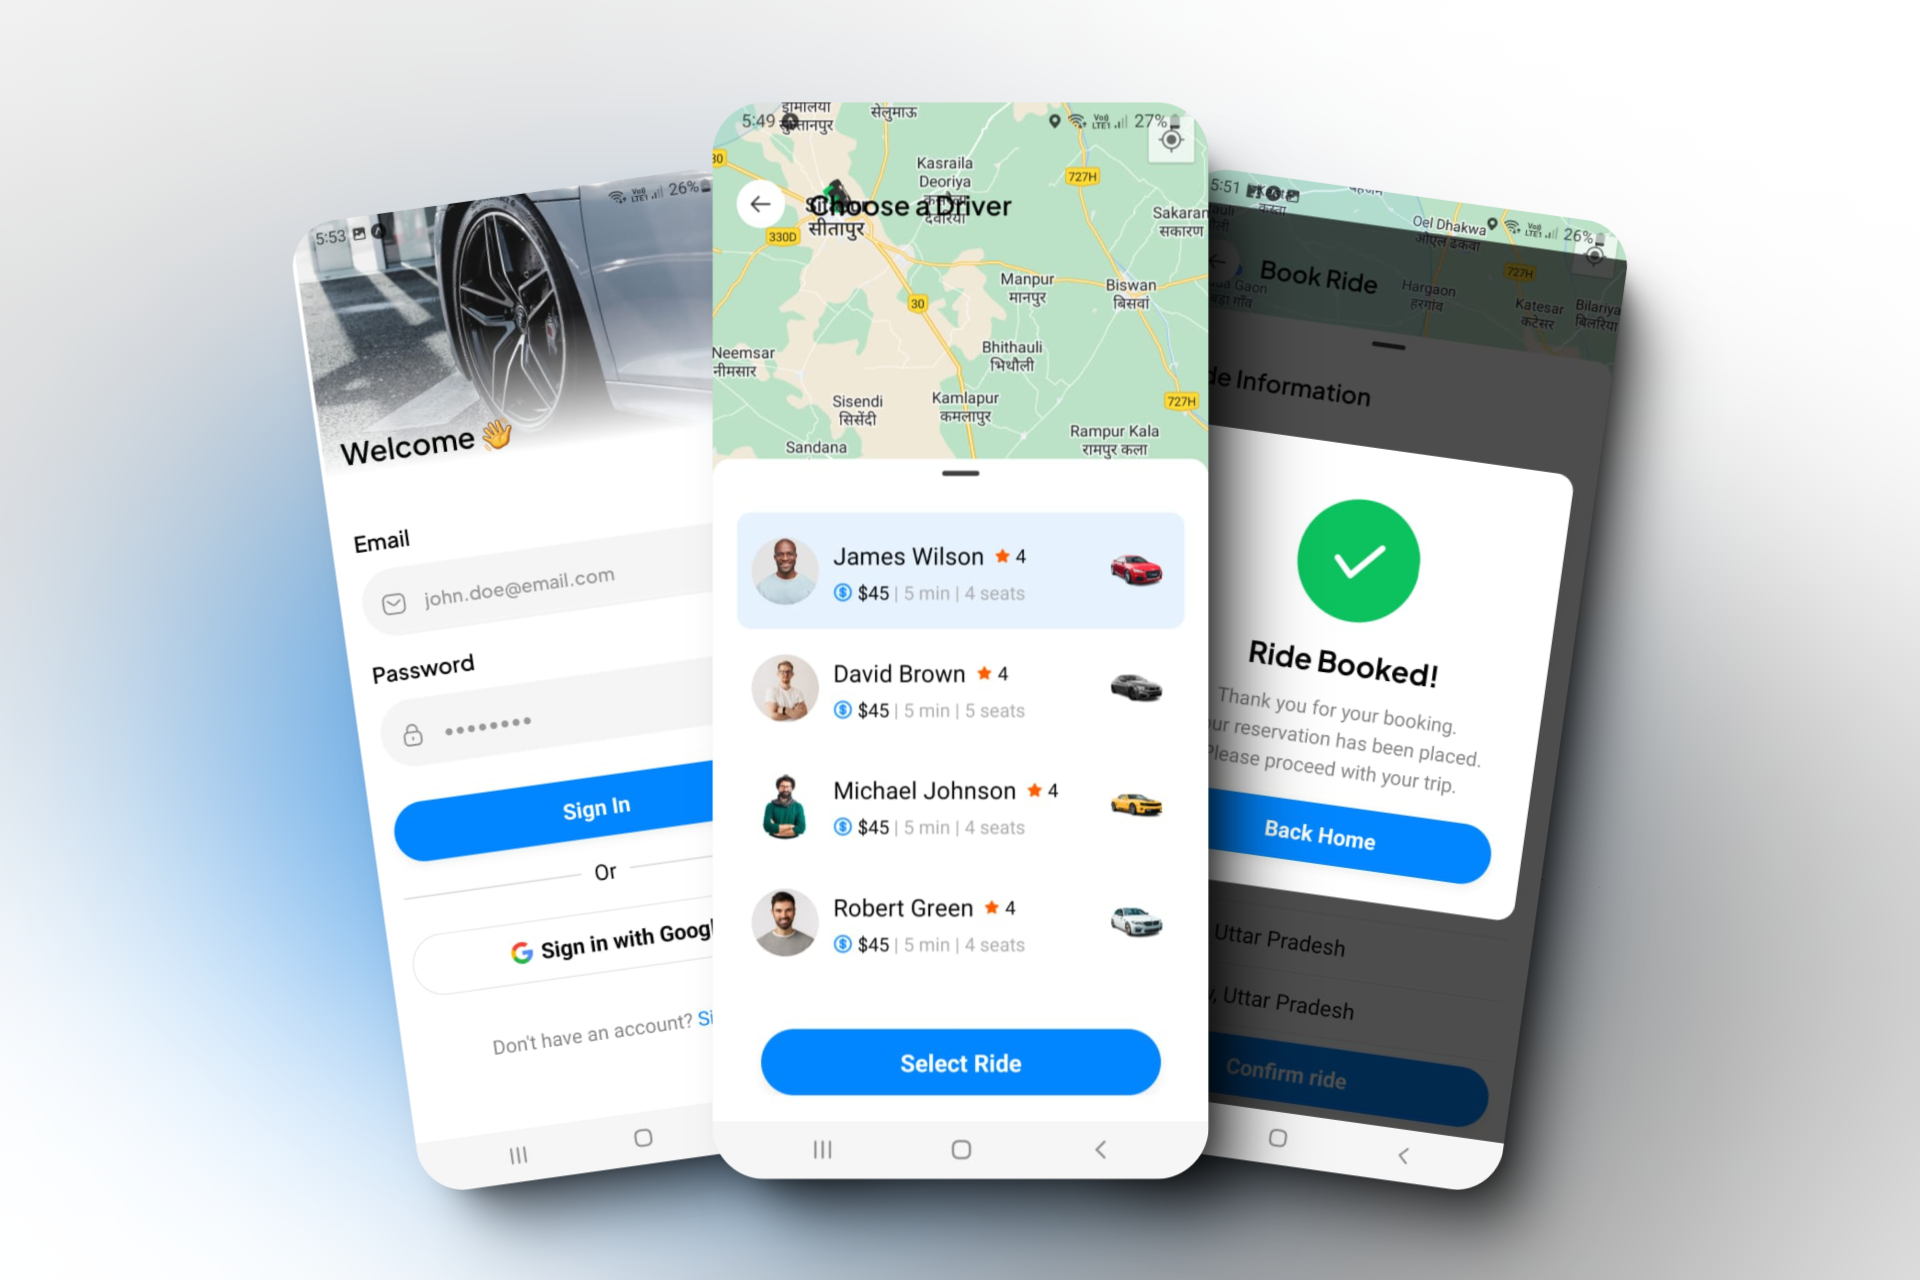 5:53
26%
Welcome 👋
Email
john.doe@email.com
Password
Sign In
Or
Sign in with Googl
Don't have an account? Si
5:49
27%
सेलुमाऊ
30
Kasraila
Deoriya
727H
Choose a Driver
सीतापुर
330D
Sakaran
सकारण
Manpur
मानपुर
Biswan
बिसवां
30
Neemsar
नीमसार
Bhithauli
भिथौली
Sisendi
सिसेंदी
Kamlapur
कमलापुर
727H
Sandana
Rampur Kala
रामपुर कला
James Wilson ★ 4
$45 | 5 min | 4 seats
David Brown ★ 4
$45 | 5 min | 5 seats
Michael Johnson ★ 4
$45 | 5 min | 4 seats
Robert Green ★ 4
$45 | 5 min | 4 seats
Select Ride
5:51
26%
Oel Dhakwa
ओएल ढकवा
Book Ride
727H
Gaon
Hargaon
हरगांव
Katesar
कटेसर
Bilariya
बिलरिया
de Information
Ride Booked!
Thank you for your booking.
ur reservation has been placed.
Please proceed with your trip.
Back Home
Uttar Pradesh
, Uttar Pradesh
Confirm ride